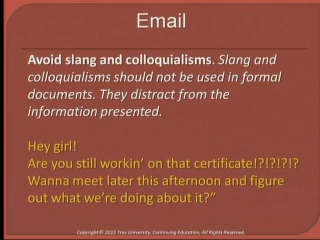 Email
Avoid slang and colloquialisms. Slang and
colloquialisms should not be used in formal
documents. They distract from the
information presented.
Hey girl!
Are you still workin’ on that certificate!?!?!?!?
Wanna meet later this afternoon and figure
out what we’re doing about it?”
Copyright © 2015 Troy University, Continuing Education, All Rights Reserved.